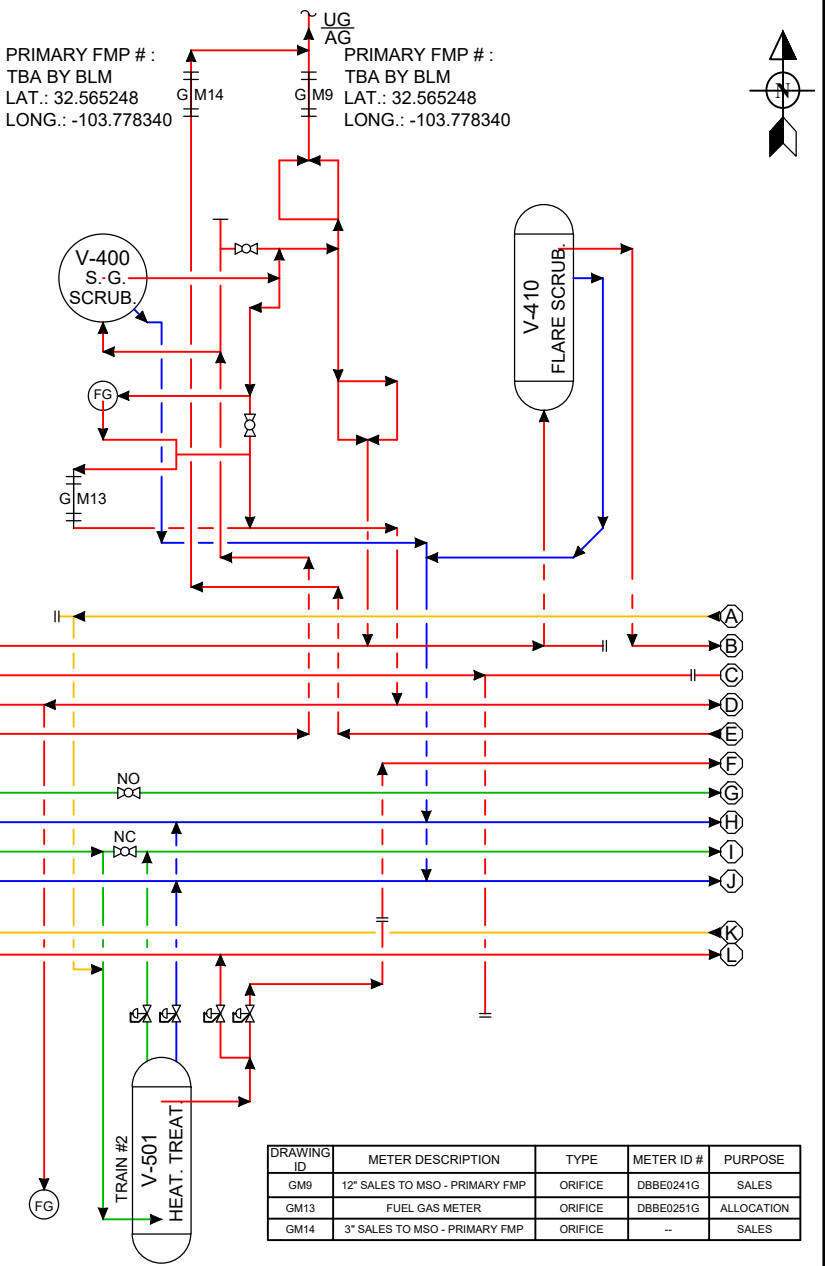 UG
AG
PRIMARY FMP # :
TBA BY BLM
LAT.: 32.565248
LONG.: -103.778340
G M14
G M9
PRIMARY FMP # :
TBA BY BLM
LAT.: 32.565248
LONG.: -103.778340
N
V-400
S. G.
SCRUB.
V-410
FLARE SCRUB.
FG
G M13
A
B
C
D
E
F
NO
G
H
NC
I
J
K
L
TRAIN #2
V-501
HEAT. TREAT.
FG
DRAWING ID METER DESCRIPTION TYPE METER ID # PURPOSE
GM9 12" SALES TO MSO - PRIMARY FMP ORIFICE DBBE0241G SALES
GM13 FUEL GAS METER ORIFICE DBBE0251G ALLOCATION
GM14 3" SALES TO MSO - PRIMARY FMP ORIFICE -- SALES